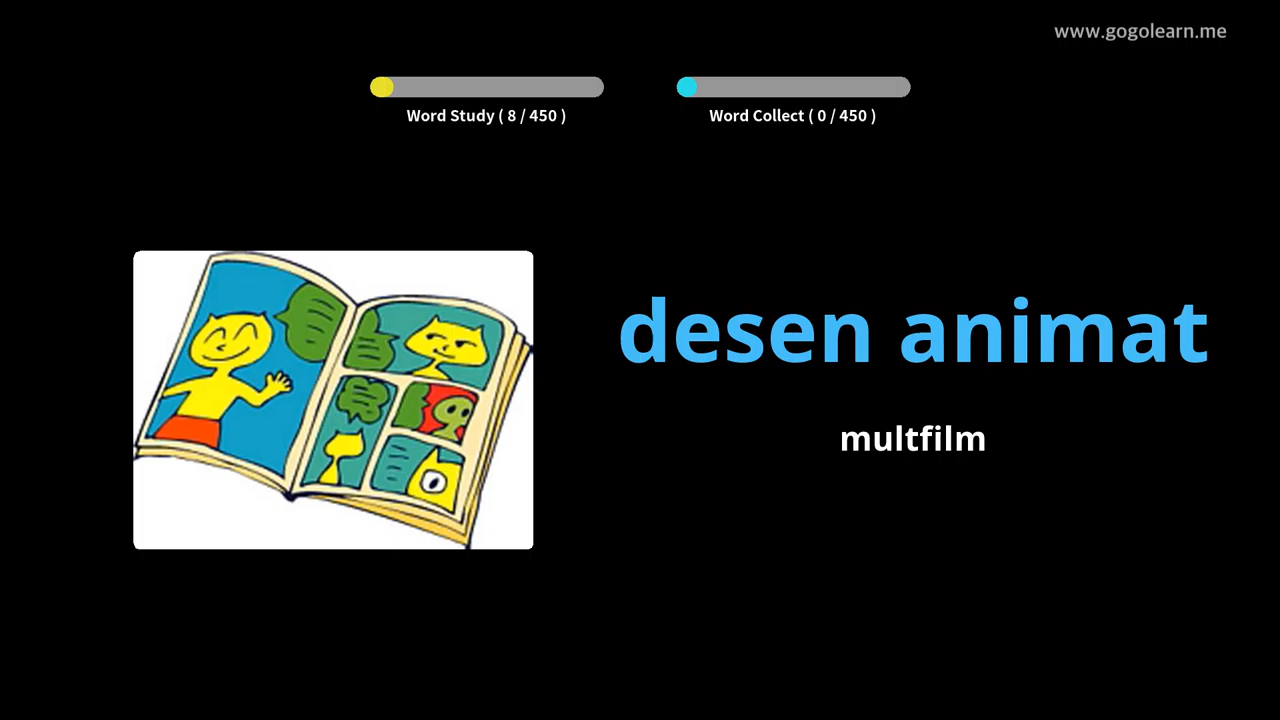 www.gogolearn.me
Word Study ( 8 / 450 )
Word Collect ( 0 / 450 )
desen animat
multfilm